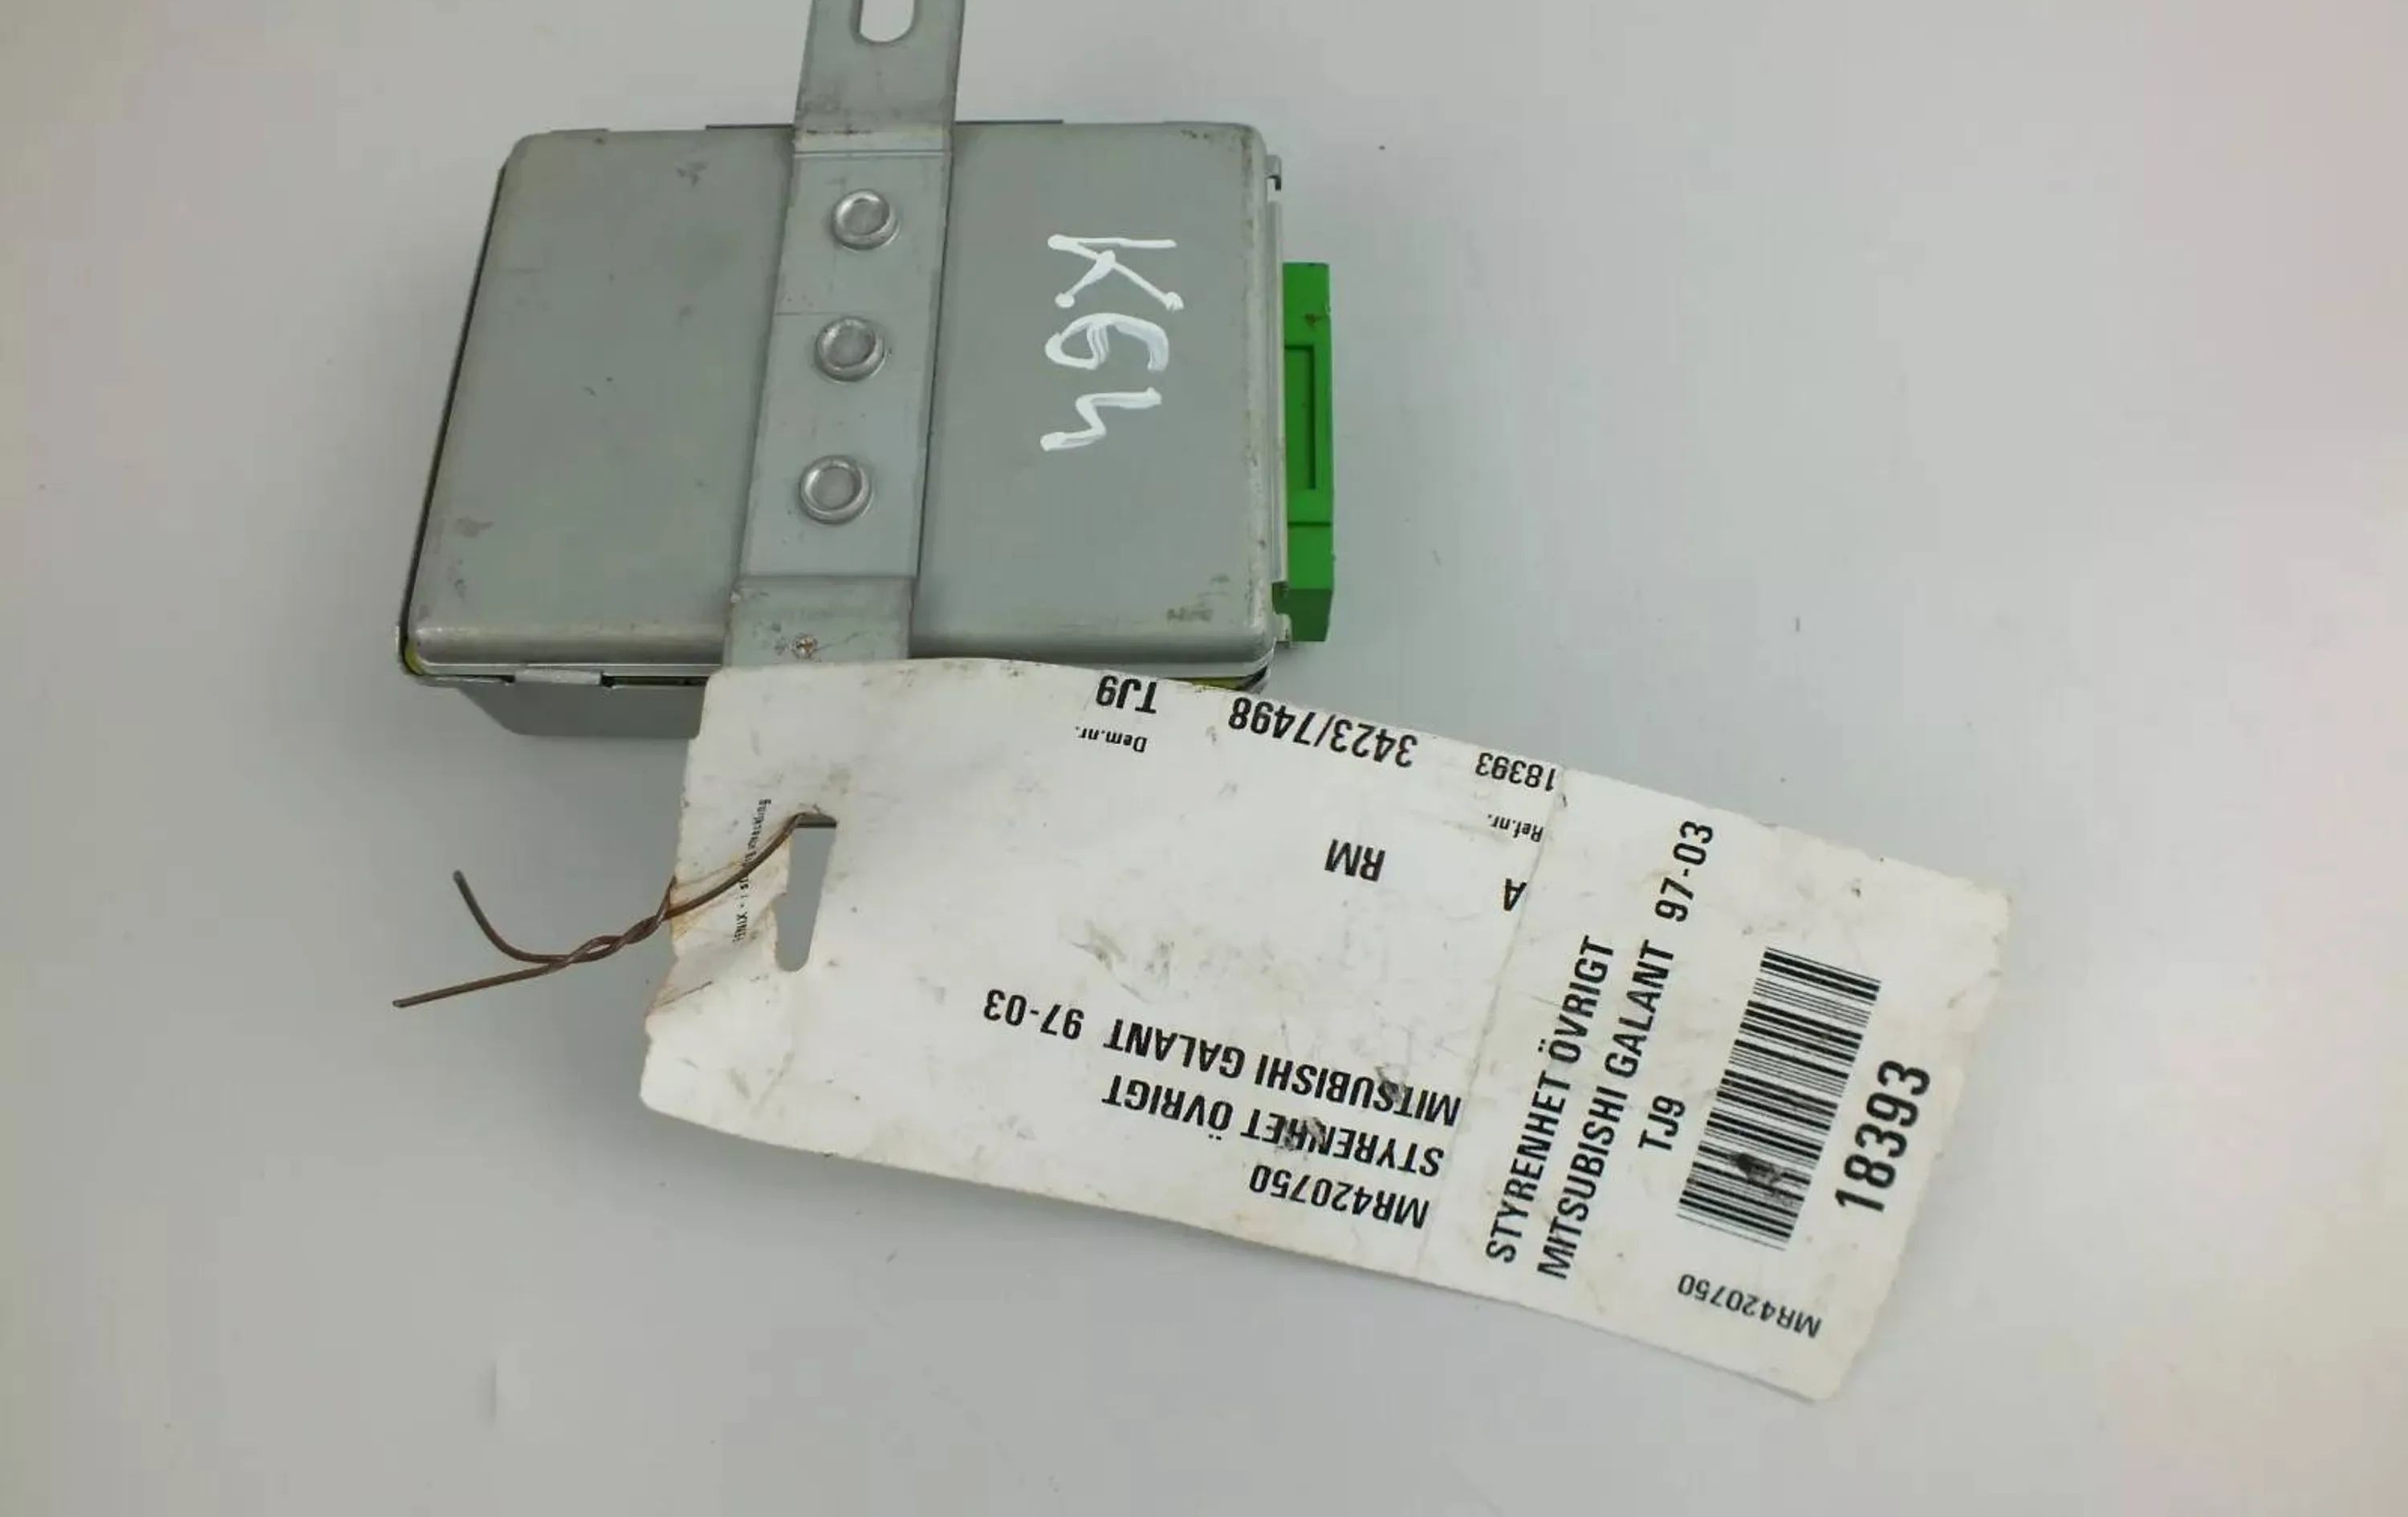 K64
MR420750
STYRENHET ÖVRIGT
MITSUBISHI GALANT 97-03
A
RM
Ref.nr.
Dem.nr.
18393
3423/7498
TJ9
STYRENHET ÖVRIGT
MITSUBISHI GALANT 97-03
TJ9
18393
MR420750